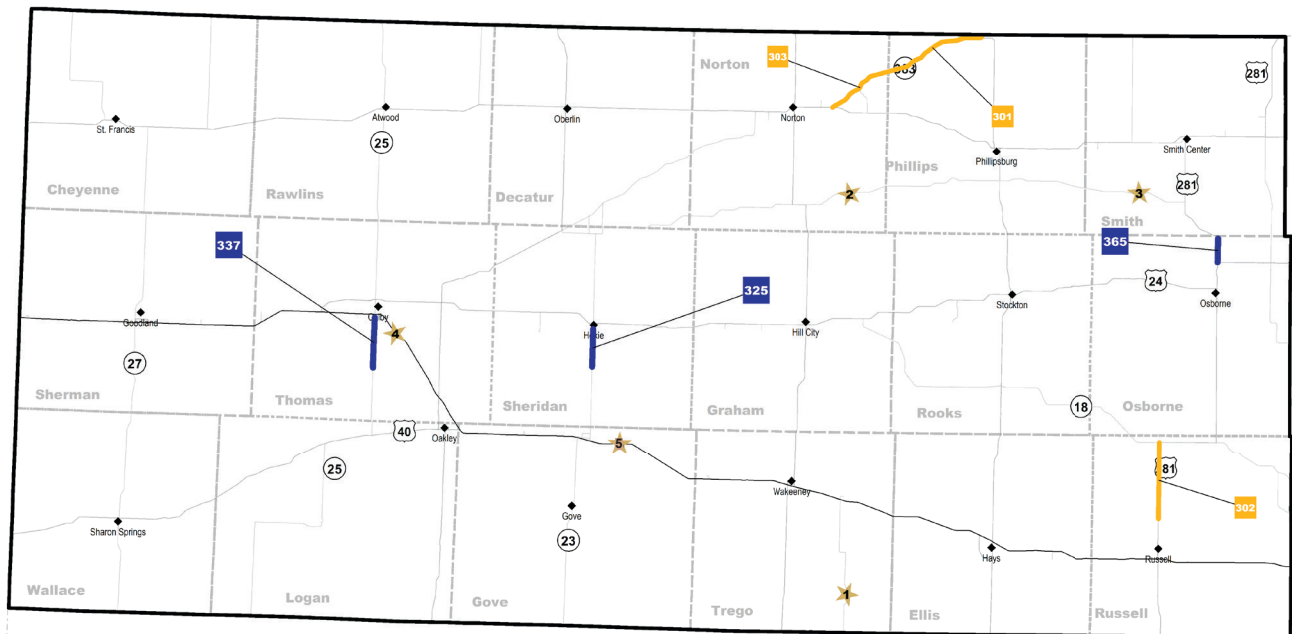 303
Norton
383
281
301
St. Francis
Atwood
Oberlin
Norton
25
Phillipsburg
Smith Center
Cheyenne
Rawlins
Decatur
Phillips
2
3
281
Smith
337
365
325
24
Goodland
Colby
4
Hoxie
Hill City
Stockton
Osborne
27
Sherman
Thomas
Sheridan
Graham
Rooks
18
Osborne
40
Oakley
5
25
281
Wakeeney
302
Sharon Springs
Gove
23
Hays
Russell
Wallace
Logan
Gove
Trego
1
Ellis
Russell